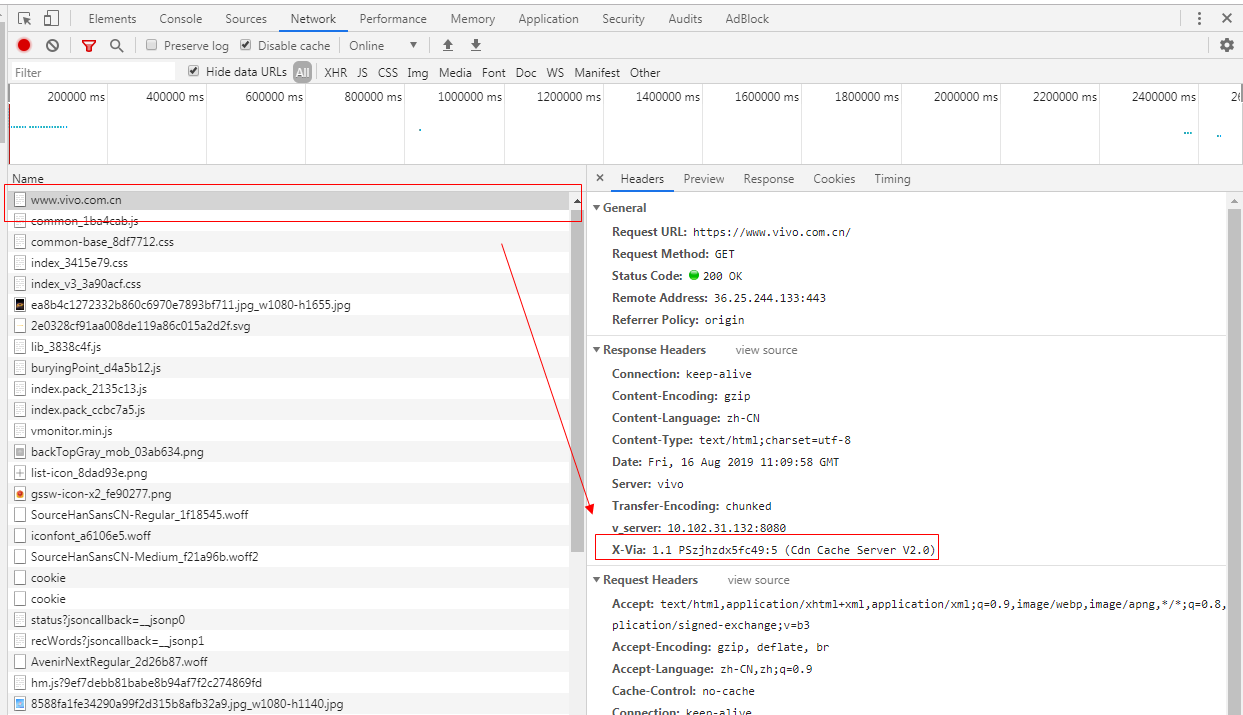 Elements Console Sources Network Performance Memory Application Security Audits AdBlock
Preserve log Disable cache Online
Filter Hide data URLs All XHR JS CSS Img Media Font Doc WS Manifest Other
200000 ms 400000 ms 600000 ms 800000 ms 1000000 ms 1200000 ms 1400000 ms 1600000 ms 1800000 ms 2000000 ms 2200000 ms 2400000 ms
Name
www.vivo.com.cn
common_1ba4cab.js
common-base_8df7712.css
index_3415e79.css
index_v3_3a90acf.css
ea8b4c1272332b860c6970e7893bf711.jpg_w1080-h1655.jpg
2e0328cf91aa008de119a86c015a2d2f.svg
lib_3838c4f.js
buryingPoint_d4a5b12.js
index.pack_2135c13.js
index.pack_ccbc7a5.js
vmonitor.min.js
backTopGray_mob_03ab634.png
list-icon_8dad93e.png
gssw-icon-x2_fe90277.png
SourceHanSansCN-Regular_1f18545.woff
iconfont_a6106e5.woff
SourceHanSansCN-Medium_f21a96b.woff2
cookie
cookie
status?jsoncallback=__jsonp0
recWords?jsoncallback=__jsonp1
AvenirNextRegular_2d26b87.woff
hm.js?9ef7debb81babe8b94af7f2c274869fd
8588fa1fe34290a99f2d315b8afb32a9.jpg_w1080-h1140.jpg
Headers Preview Response Cookies Timing
General
Request URL: https://www.vivo.com.cn/
Request Method: GET
Status Code: 200 OK
Remote Address: 36.25.244.133:443
Referrer Policy: origin
Response Headers view source
Connection: keep-alive
Content-Encoding: gzip
Content-Language: zh-CN
Content-Type: text/html;charset=utf-8
Date: Fri, 16 Aug 2019 11:09:58 GMT
Server: vivo
Transfer-Encoding: chunked
v_server: 10.102.31.132:8080
X-Via: 1.1 PSzjhzdx5fc49:5 (Cdn Cache Server V2.0)
Request Headers view source
Accept: text/html,application/xhtml+xml,application/xml;q=0.9,image/webp,image/apng,*/*;q=0.8,
plication/signed-exchange;v=b3
Accept-Encoding: gzip, deflate, br
Accept-Language: zh-CN,zh;q=0.9
Cache-Control: no-cache
Connection: keep-alive